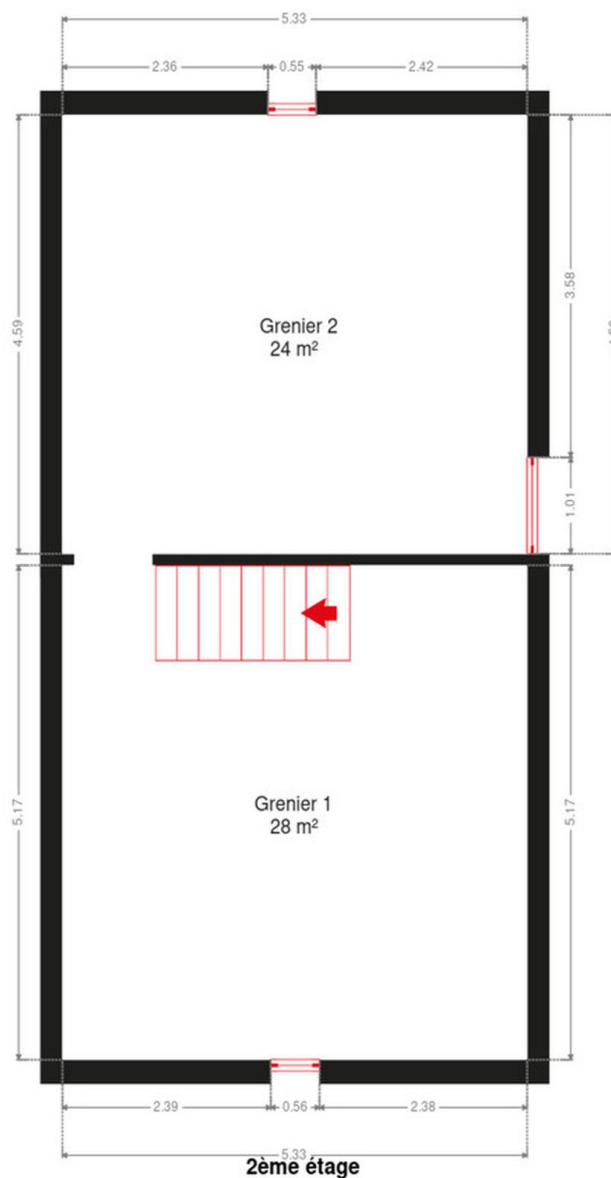 5.33
2.36 0.55 2.42
4.59
3.58
Grenier 2
24 m²
1.01
5.17
Grenier 1
28 m²
5.17
2.39 0.56 2.38
5.33
2ème étage